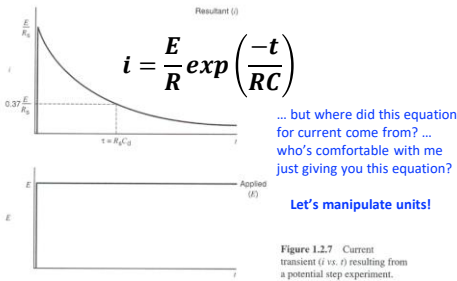 Resultant (i)
E
R_s
i = E/R exp(-t/RC)
i
0.37 E/R_s
τ = R_sC_d
t
... but where did this equation
for current come from? ...
who's comfortable with me
just giving you this equation?
Let's manipulate units!
E
Applied
(E)
E
t
Figure 1.2.7 Current
transient (i vs. t) resulting from
a potential step experiment.